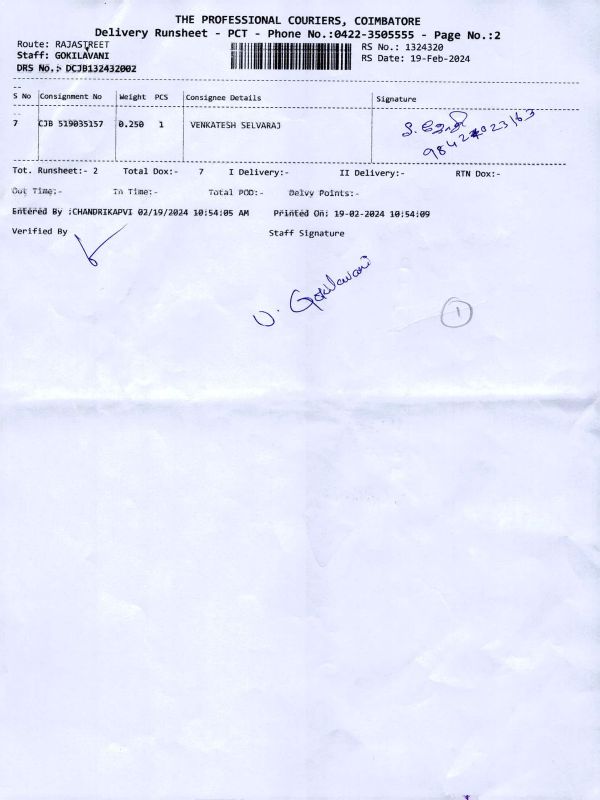 THE PROFESSIONAL COURIERS, COIMBATORE
Delivery Runsheet - PCT - Phone No.:0422-3505555 - Page No.:2
Route: RAJASTREET
RS No.: 1324320
Staff: GOKILAVANI
RS Date: 19-Feb-2024
DRS No.:- DCJB132432002
S No Consignment No Weight PCS Consignee Details Signature
7 CJB 519035157 0.250 1 VENKATESH SELVARAJ
Tot. Runsheet:- 2 Total Dox:- 7 I Delivery:- II Delivery:- RTN Dox:-
Out Time:- In Time:- Total POD:- Delvy Points:-
Entered By :CHANDRIKAPVI 02/19/2024 10:54:05 AM Printed On: 19-02-2024 10:54:09
Verified By Staff Signature
U. Gokilavani
1